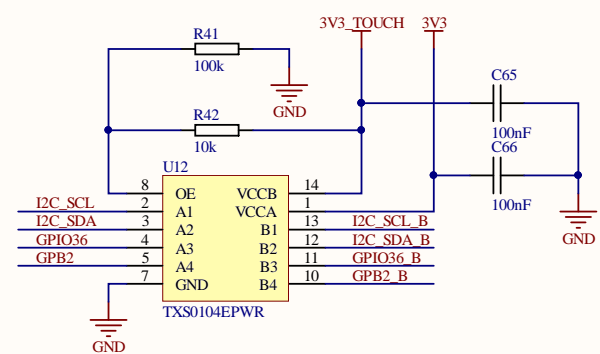 3V3_TOUCH 3V3
R41
100k
GND
C65
100nF
R42
10k
C66
100nF
GND
U12
8 OE VCCB 14
I2C_SCL 2 A1 VCCA 1
I2C_SDA 3 A2 B1 13 I2C_SCL_B
GPIO36 4 A3 B2 12 I2C_SDA_B
GPB2 5 A4 B3 11 GPIO36_B
7 GND B4 10 GPB2_B
TXS0104EPWR
GND